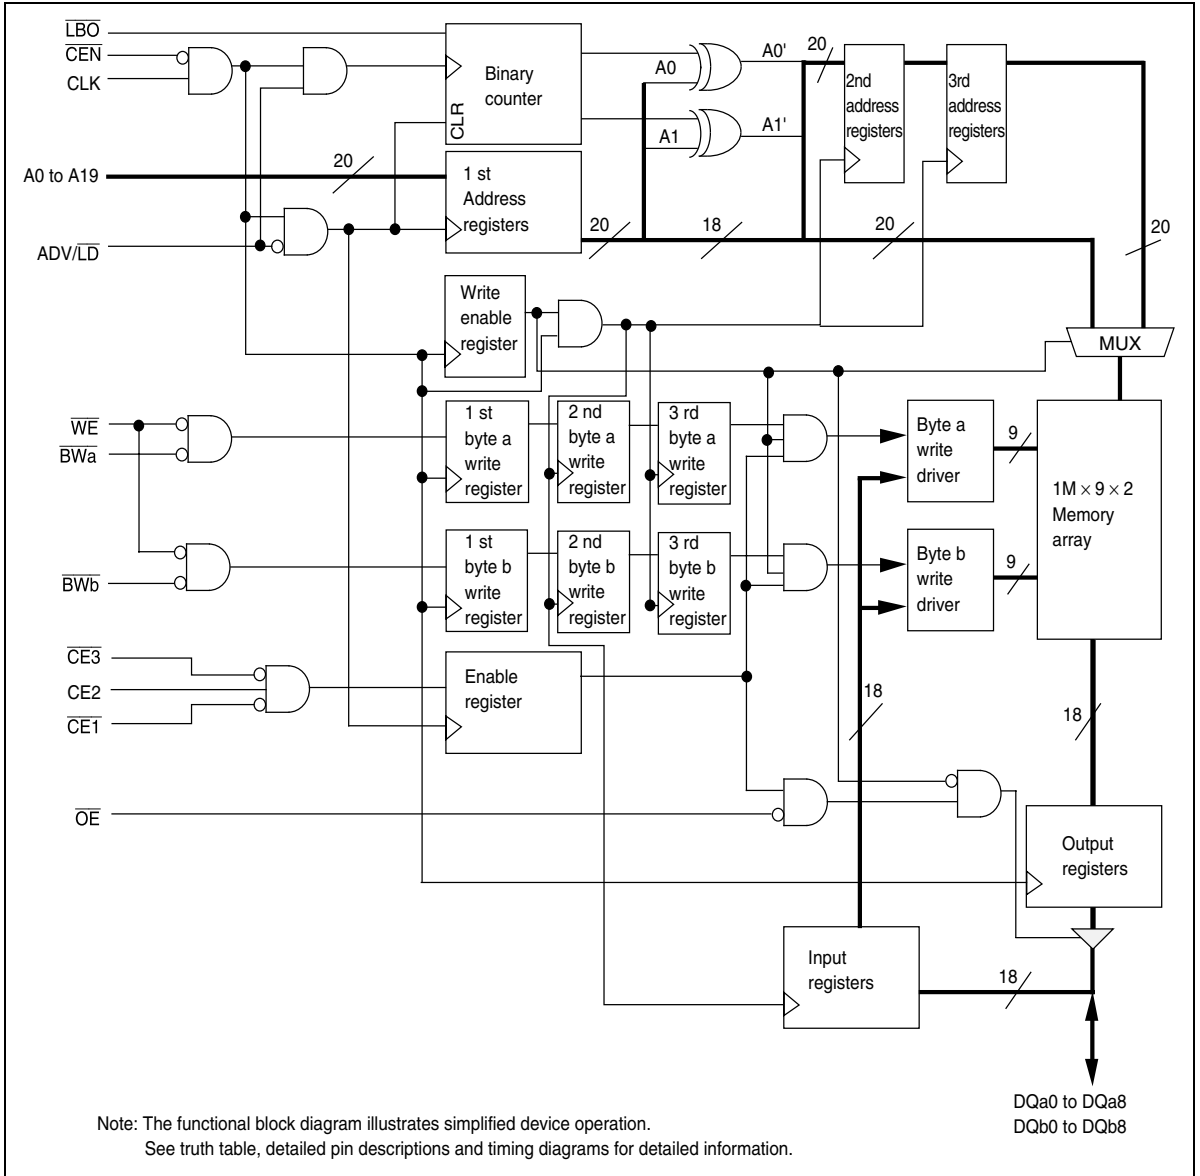 LBO
CEN
CLK
A0 to A19
20
ADV/LD
Binary
counter
CLR
1 st
Address
registers
A0
A0'
A1
A1'
20
2nd
address
registers
3rd
address
registers
20
18
20
20
MUX
Write
enable
register
WE
BWa
BWb
1 st
byte a
write
register
2 nd
byte a
write
register
3 rd
byte a
write
register
Byte a
write
driver
9
1M × 9 × 2
Memory
array
1 st
byte b
write
register
2 nd
byte b
write
register
3 rd
byte b
write
register
Byte b
write
driver
9
CE3
CE2
CE1
Enable
register
18
18
OE
Output
registers
Input
registers
18
DQa0 to DQa8
DQb0 to DQb8
Note: The functional block diagram illustrates simplified device operation.
See truth table, detailed pin descriptions and timing diagrams for detailed information.